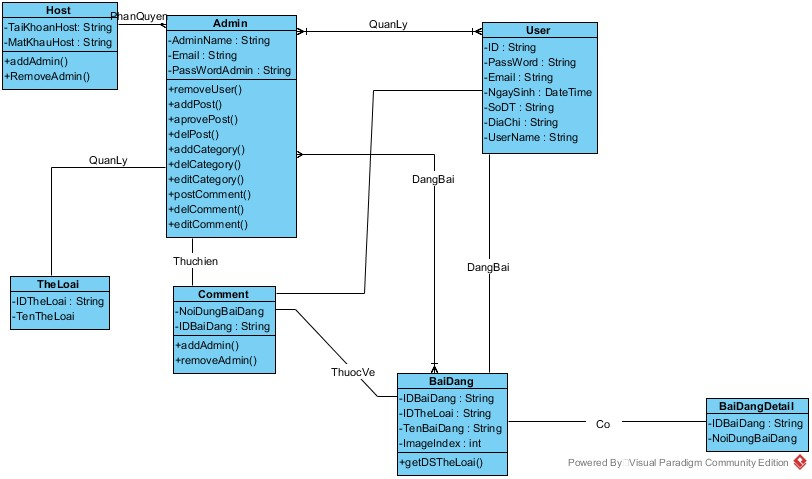 Host
-TaiKhoanHost: String
-MatKhauHost: String
+addAdmin()
+RemoveAdmin()
PhanQuyen
Admin
-AdminName : String
-Email : String
-PassWordAdmin : String
+removeUser()
+addPost()
+aprovePost()
+delPost()
+addCategory()
+delCategory()
+editCategory()
+postComment()
+delComment()
+editComment()
QuanLy
User
-ID : String
-PassWord : String
-Email : String
-NgaySinh : DateTime
-SoDT : String
-DiaChi : String
-UserName : String
QuanLy
DangBai
Thuchien
DangBai
TheLoai
-IDTheLoai : String
-TenTheLoai
Comment
-NoiDungBaiDang
-IDBaiDang : String
+addAdmin()
+removeAdmin()
ThuocVe
BaiDang
-IDBaiDang : String
-IDTheLoai : String
-TenBaiDang : String
-ImageIndex : int
+getDSTheLoai()
Co
BaiDangDetail
-IDBaiDang : String
-NoiDungBaiDang
Powered By Visual Paradigm Community Edition